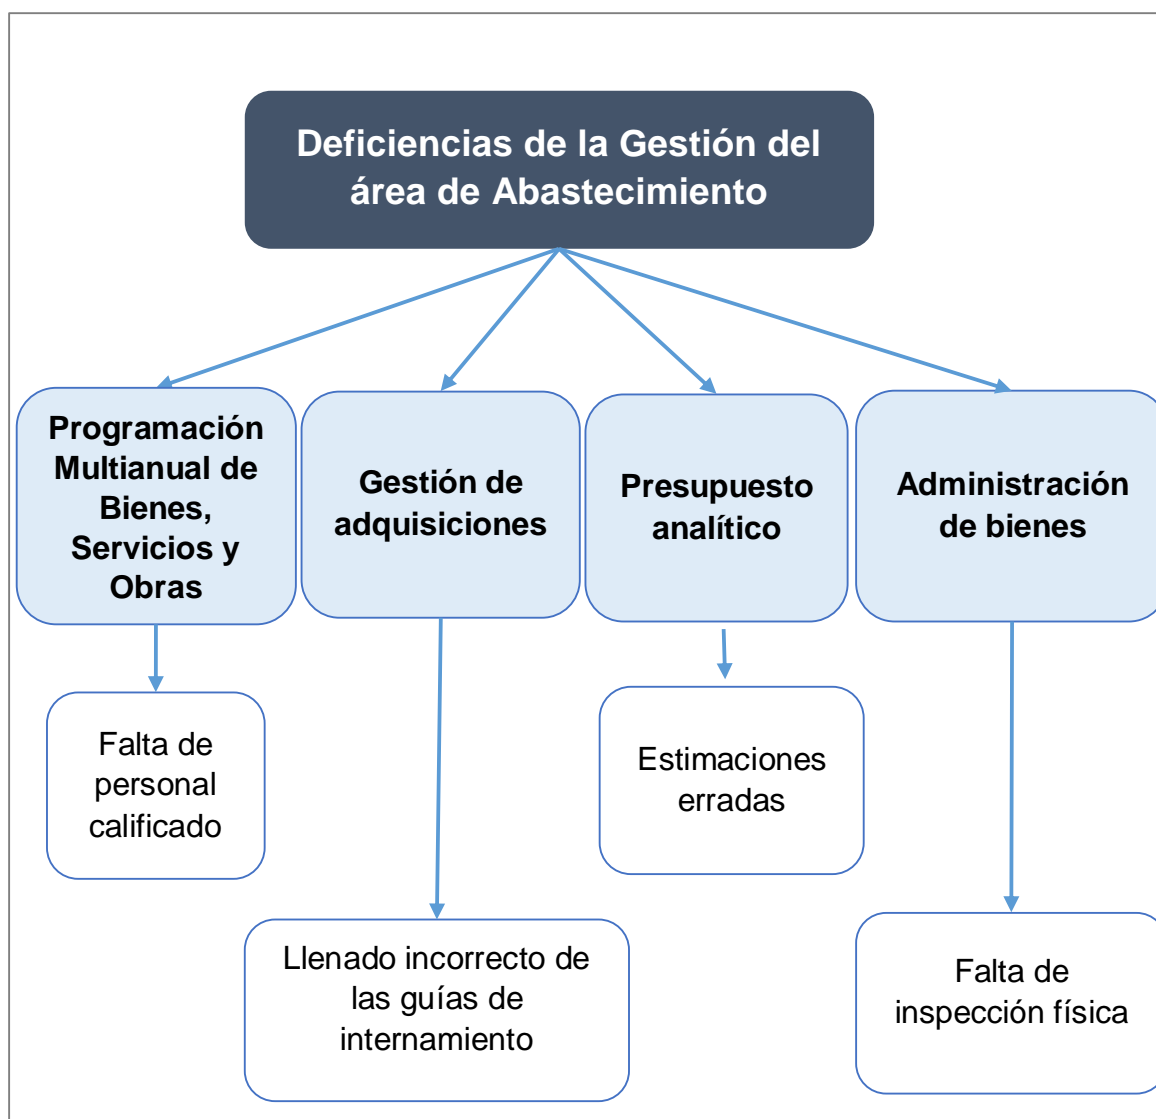 Deficiencias de la Gestión del
área de Abastecimiento
Programación
Multianual de
Bienes,
Servicios y
Obras
Gestión de
adquisiciones
Presupuesto
analítico
Administración
de bienes
Falta de
personal
calificado
Llenado incorrecto de
las guías de
internamiento
Estimaciones
erradas
Falta de
inspección física